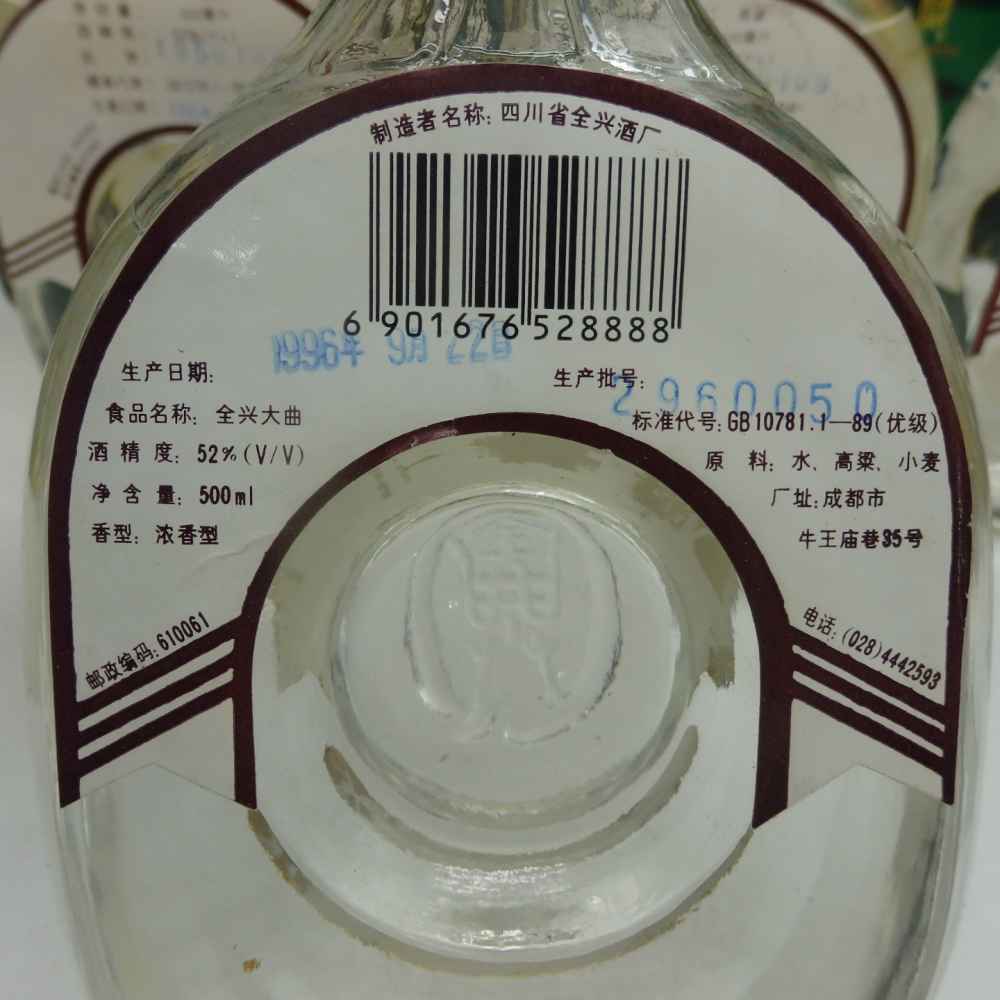 制造者名称: 四川省全兴酒厂
6 901676 528888
生产日期: 1996年 9月 22日
生产批号: 2960050
食品名称: 全兴大曲
标准代号: GB10781.1—89(优级)
酒精度: 52%(V/V)
原料: 水、高粱、小麦
净含量: 500ml
厂址: 成都市
香型: 浓香型
牛王庙巷35号
邮政编码: 610061
电话: (028)4442593